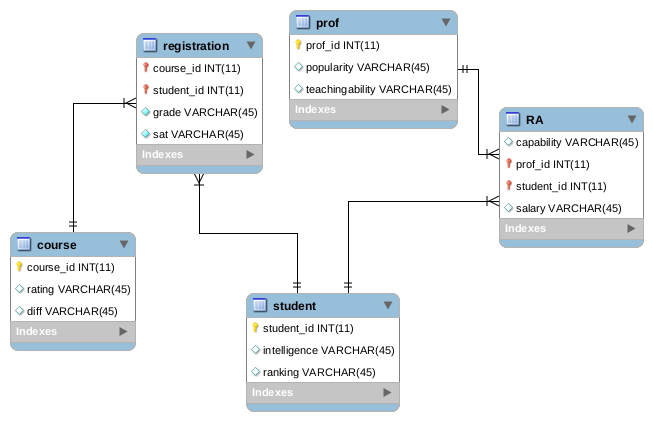 prof
prof_id INT(11)
popularity VARCHAR(45)
teachingability VARCHAR(45)
Indexes
registration
course_id INT(11)
student_id INT(11)
grade VARCHAR(45)
sat VARCHAR(45)
Indexes
RA
capability VARCHAR(45)
prof_id INT(11)
student_id INT(11)
salary VARCHAR(45)
Indexes
course
course_id INT(11)
rating VARCHAR(45)
diff VARCHAR(45)
Indexes
student
student_id INT(11)
intelligence VARCHAR(45)
ranking VARCHAR(45)
Indexes